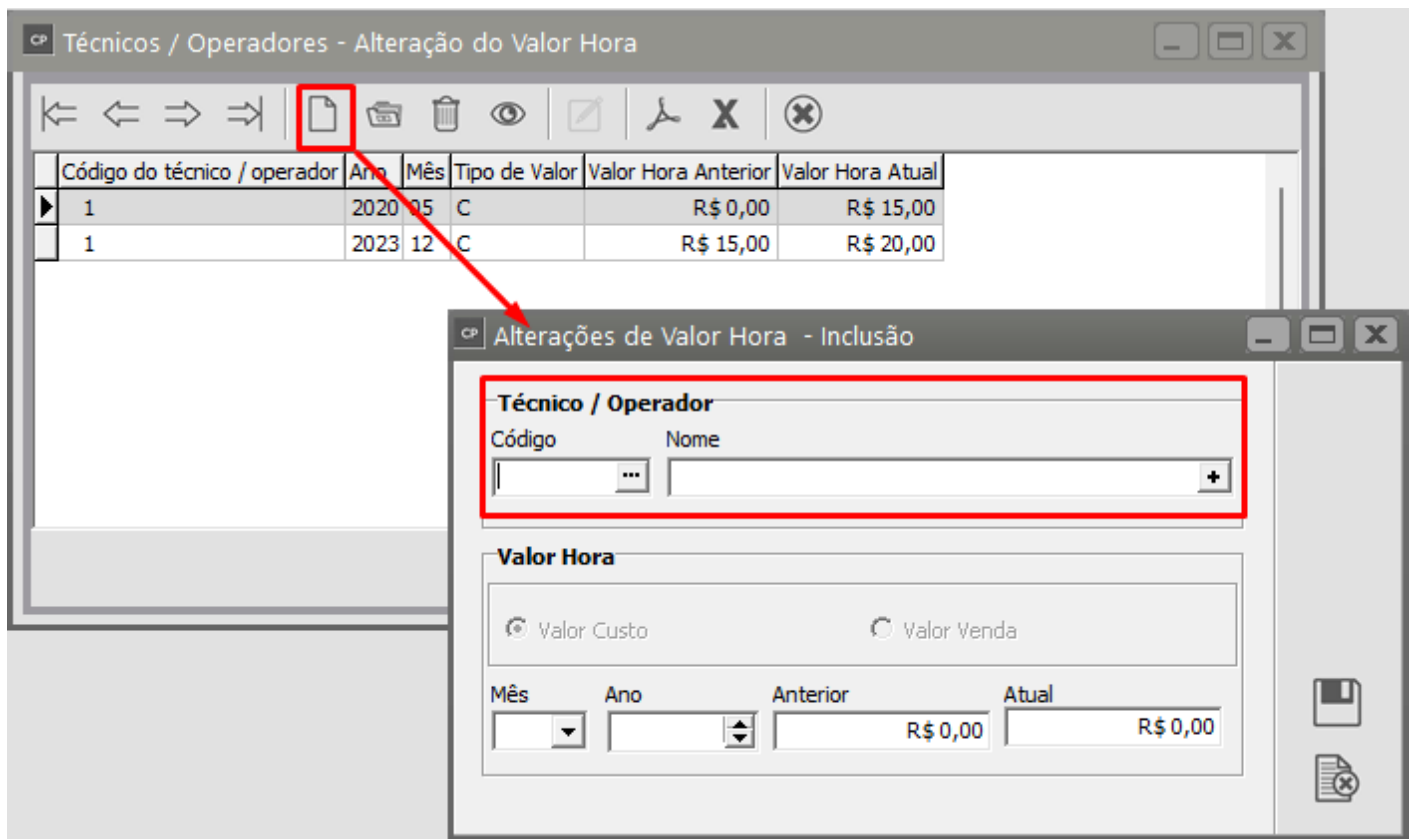 CP Técnicos / Operadores - Alteração do Valor Hora
X
Código do técnico / operador Ano Mês Tipo de Valor Valor Hora Anterior Valor Hora Atual
1 2020 05 C R$ 0,00 R$ 15,00
1 2023 12 C R$ 15,00 R$ 20,00
CP Alterações de Valor Hora - Inclusão
Técnico / Operador
Código Nome
Valor Hora
Valor Custo Valor Venda
Mês Ano Anterior Atual
R$ 0,00 R$ 0,00